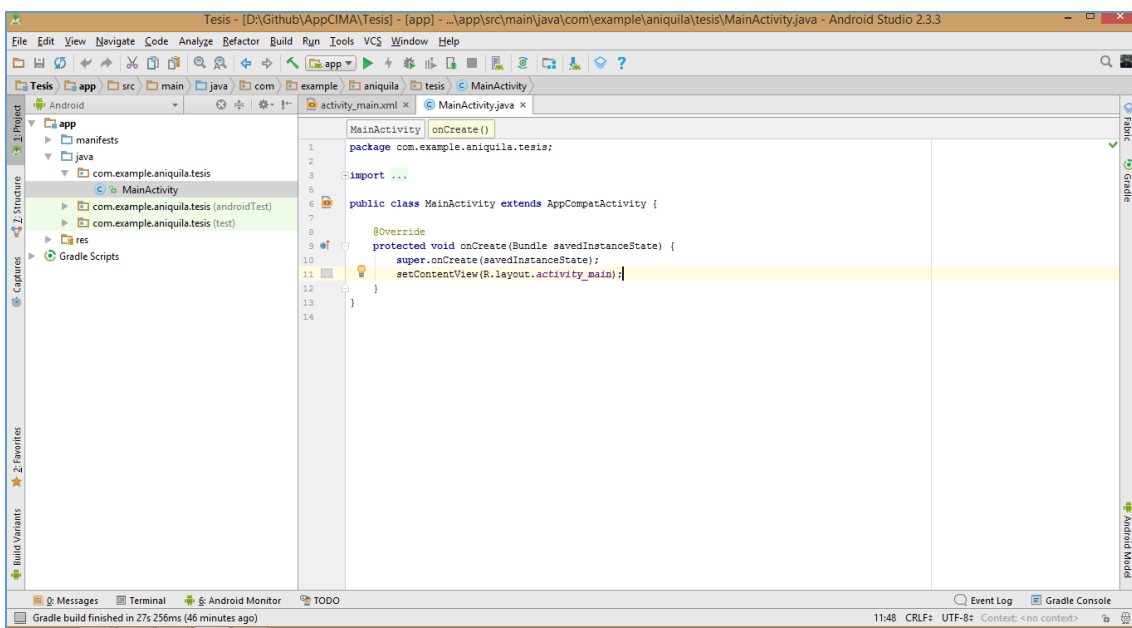 Tesis - [D:\Github\AppCIMA\Tesis] - [app] - ...\app\src\main\java\com\example\aniquila\tesis\MainActivity.java - Android Studio 2.3.3
File Edit View Navigate Code Analyze Refactor Build Run Tools VCS Window Help
app
Tesis app src main java com example aniquila tesis MainActivity
Android
activity_main.xml MainActivity.java
1: Project
2: Structure
Captures
2: Favorites
Build Variants
app
manifests
java
com.example.aniquila.tesis
MainActivity
com.example.aniquila.tesis (androidTest)
com.example.aniquila.tesis (test)
res
Gradle Scripts
MainActivity onCreate()
1 package com.example.aniquila.tesis;
2
3 import ...
5
6 public class MainActivity extends AppCompatActivity {
7
8 @Override
9 protected void onCreate(Bundle savedInstanceState) {
10 super.onCreate(savedInstanceState);
11 setContentView(R.layout.activity_main);
12 }
13 }
14
Fabric
Gradle
Android Model
0: Messages Terminal 6: Android Monitor TODO Event Log Gradle Console
Gradle build finished in 27s 256ms (46 minutes ago) 11:48 CRLF UTF-8 Context: <no context>